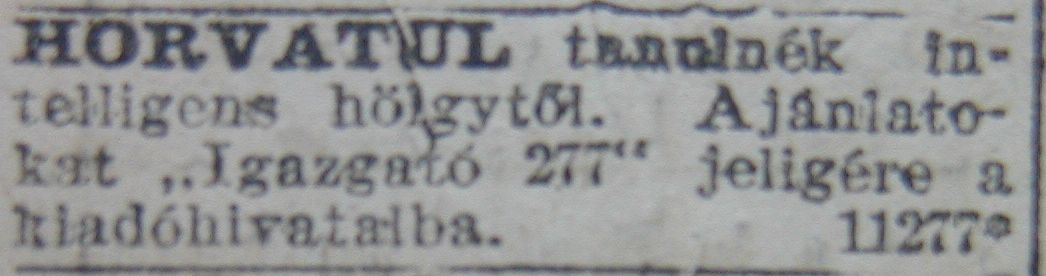 HORVATUL tanulnék in-
telligens hölgytől. Ajánlato-
kat „Igazgató 277“ jeligére a
kiadóhivatalba. 11277*